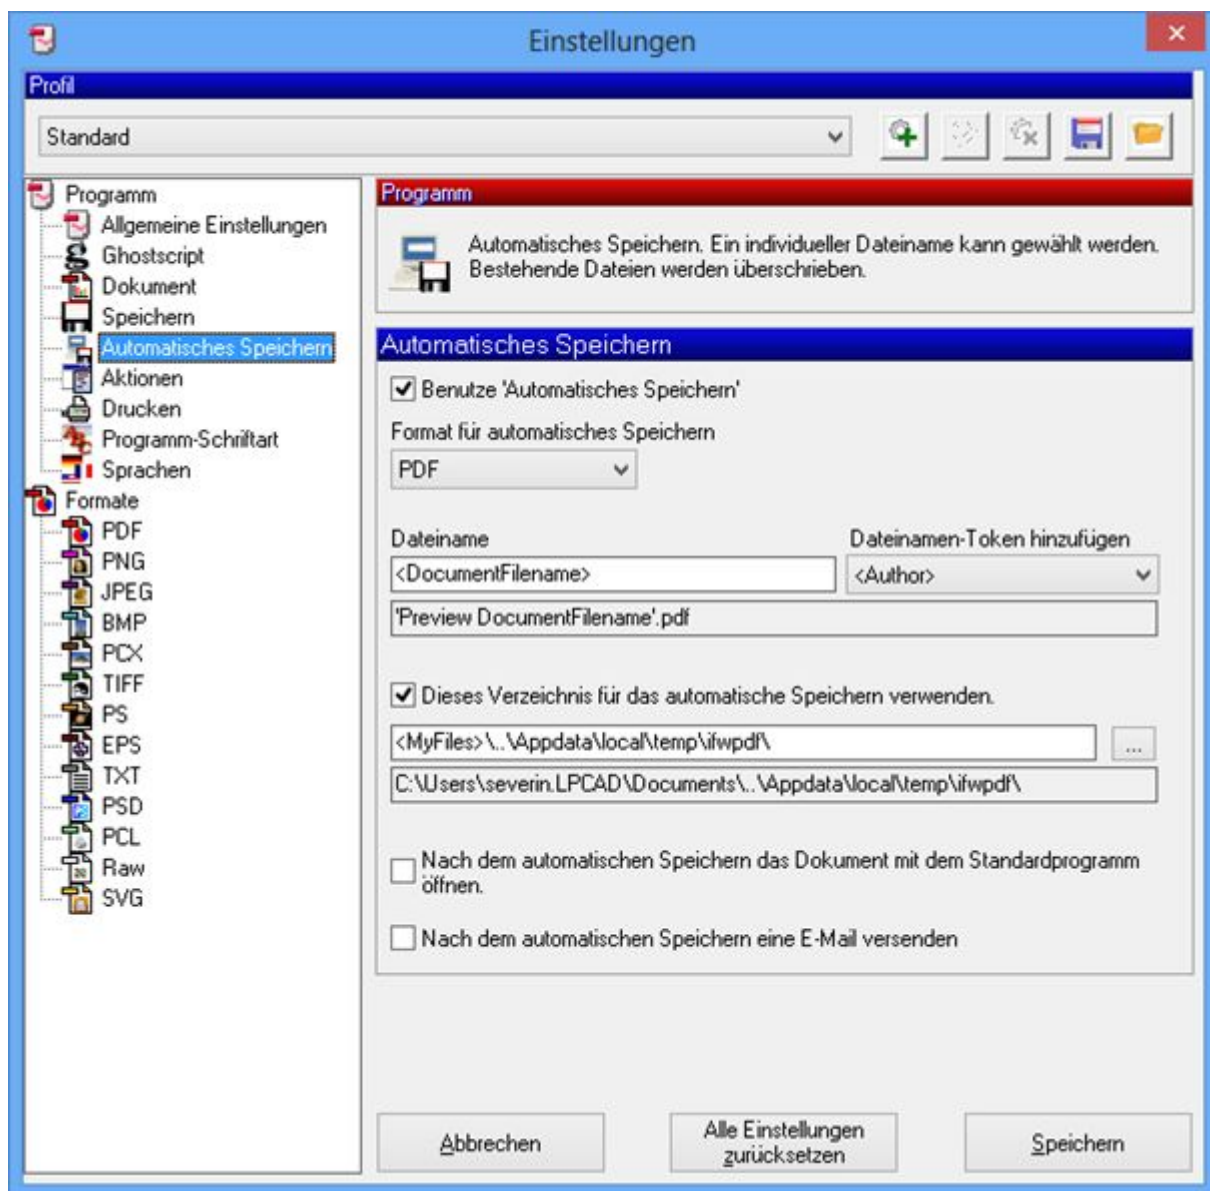 Einstellungen
Profil
Standard
Programm
Allgemeine Einstellungen
Ghostscript
Dokument
Speichern
Automatisches Speichern
Aktionen
Drucken
Programm-Schriftart
Sprachen
Formate
PDF
PNG
JPEG
BMP
PCX
TIFF
PS
EPS
TXT
PSD
PCL
Raw
SVG
Programm
Automatisches Speichern. Ein individueller Dateiname kann gewählt werden.
Bestehende Dateien werden überschrieben.
Automatisches Speichern
Benutze 'Automatisches Speichern'
Format für automatisches Speichern
PDF
Dateiname
Dateinamen-Token hinzufügen
<DocumentFilename>
<Author>
'Preview DocumentFilename'.pdf
Dieses Verzeichnis für das automatische Speichern verwenden.
<MyFiles>\..\Appdata\local\temp\ifwpdf\
...
C:\Users\severin.LPCAD\Documents\..\Appdata\local\temp\ifwpdf\
Nach dem automatischen Speichern das Dokument mit dem Standardprogramm
öffnen.
Nach dem automatischen Speichern eine E-Mail versenden
Abbrechen
Alle Einstellungen
zurücksetzen
Speichern